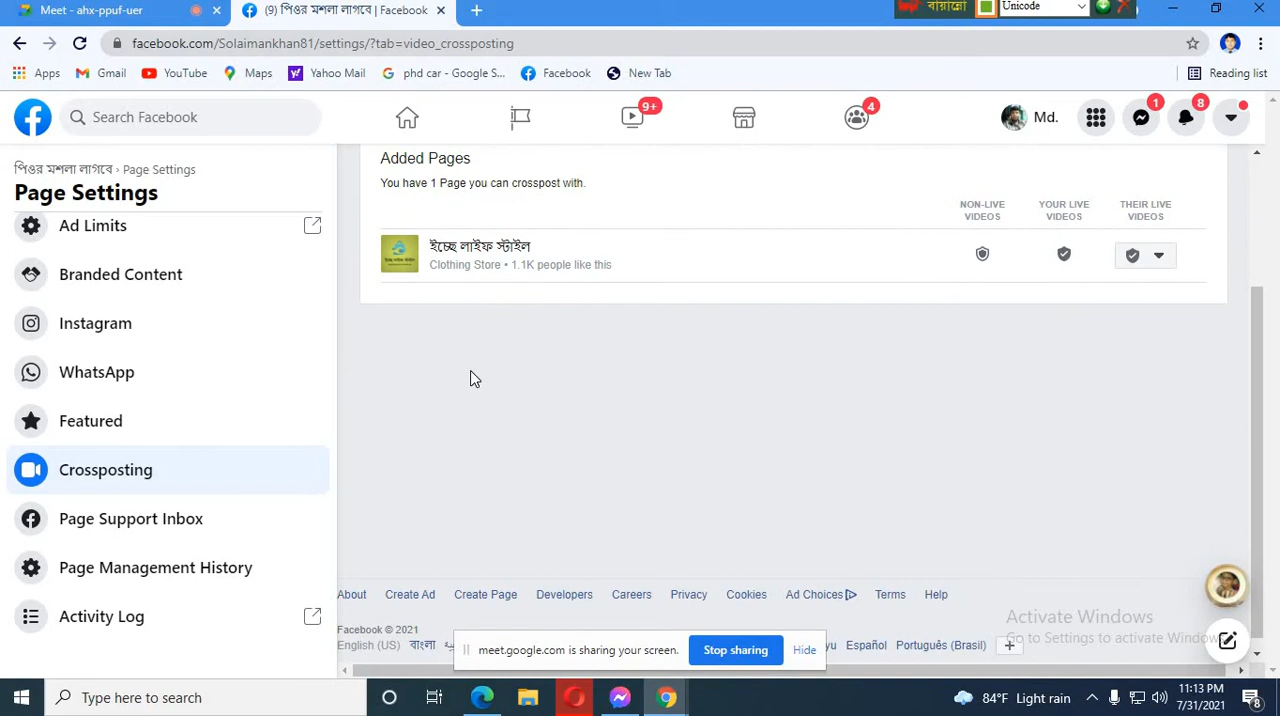 Meet - ahx-ppuf-uer
(9) পিওর মশলা লাগবে | Facebook
বায়ান্নো
Unicode
facebook.com/Solaimankhan81/settings/?tab=video_crossposting
Apps
Gmail
YouTube
Maps
Yahoo Mail
phd car - Google S...
Facebook
New Tab
Reading list
Search Facebook
9+
4
Md.
1
8
পিওর মশলা লাগবে › Page Settings
Page Settings
Ad Limits
Branded Content
Instagram
WhatsApp
Featured
Crossposting
Page Support Inbox
Page Management History
Activity Log
Added Pages
You have 1 Page you can crosspost with.
NON-LIVE VIDEOS
YOUR LIVE VIDEOS
THEIR LIVE VIDEOS
ইচ্ছে লাইফ স্টাইল
Clothing Store • 1.1K people like this
About
Create Ad
Create Page
Developers
Careers
Privacy
Cookies
Ad Choices
Terms
Help
Facebook © 2021
English (US)
বাংলা
Español
Português (Brasil)
Activate Windows
Go to Settings to activate Windows.
meet.google.com is sharing your screen.
Stop sharing
Hide
Type here to search
84°F Light rain
11:13 PM
7/31/2021
8